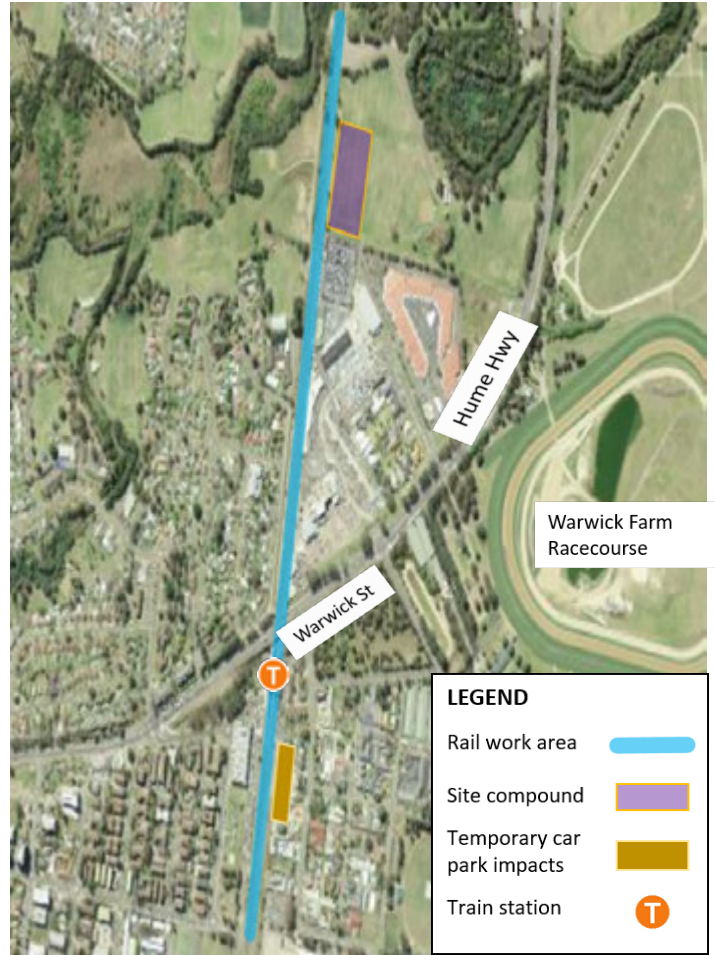 Hume Hwy
Warwick Farm
Racecourse
Warwick St
T
LEGEND
Rail work area
Site compound
Temporary car
park impacts
Train station
T